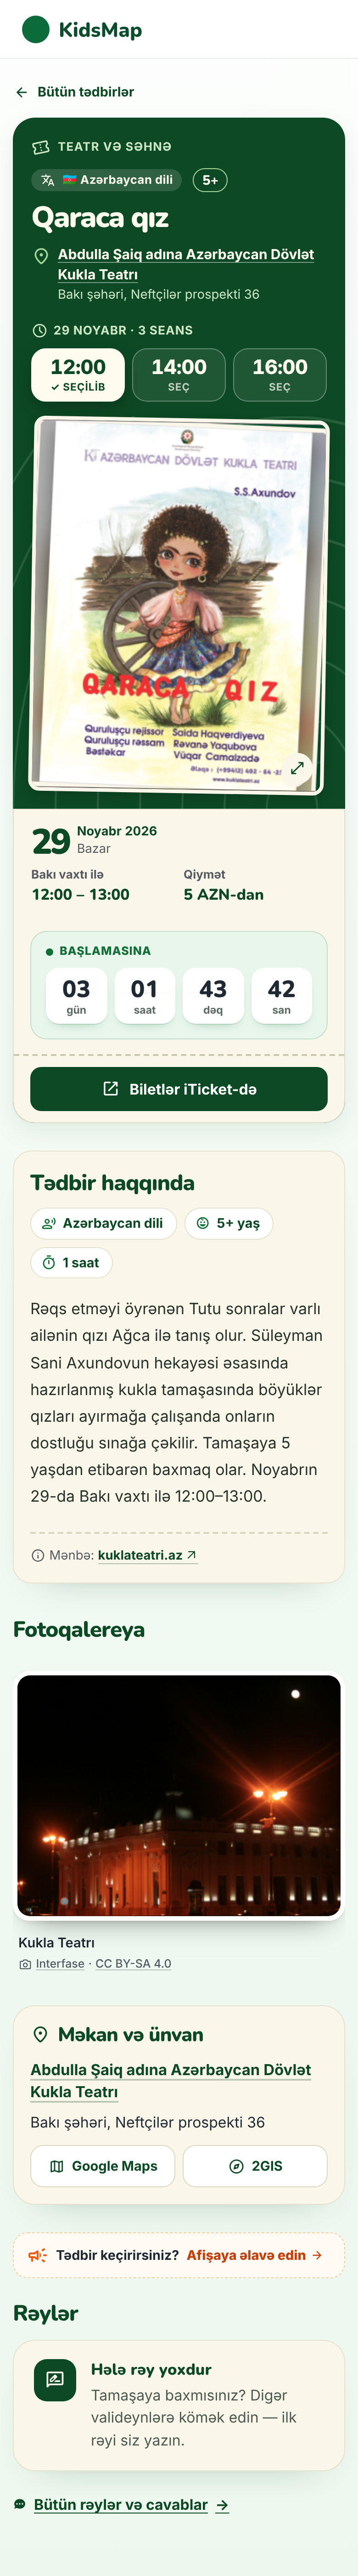 KidsMap
Bütün tədbirlər
TEATR VƏ SƏHNƏ
Azərbaycan dili
5+
Qaraca qız
Abdulla Şaiq adına Azərbaycan Dövlət
Kukla Teatrı
Bakı şəhəri, Neftçilər prospekti 36
29 NOYABR · 3 SEANS
12:00
14:00
16:00
✓ SEÇİLİB
SEÇ
SEÇ
AZƏRBAYCAN DÖVLƏT KUKLA TEATRI
S.S.Axundov
QARACA QIZ
Quruluşçu rejissor Saida Haqverdiyeva
Quruluşçu rəssam Rəvanə Yaqubova
Bəstəkar Vüqar Camalzadə
www.kuklateatri.az
29
Noyabr 2026
Bazar
Bakı vaxtı ilə
Qiymət
12:00 – 13:00
5 AZN-dan
BAŞLAMASINA
03
01
43
42
gün
saat
dəq
san
Biletlər iTicket-də
Tədbir haqqında
Azərbaycan dili
5+ yaş
1 saat
Rəqs etməyi öyrənən Tutu sonralar varlı
ailənin qızı Ağca ilə tanış olur. Süleyman
Sani Axundovun hekayəsi əsasında
hazırlanmış kukla tamaşasında böyüklər
qızları ayırmağa çalışanda onların
dostluğu sınağa çəkilir. Tamaşaya 5
yaşdan etibarən baxmaq olar. Noyabrın
29-da Bakı vaxtı ilə 12:00–13:00.
Mənbə: kuklateatri.az ↗
Fotoqalereya
Kukla Teatrı
Interfase · CC BY-SA 4.0
Məkan və ünvan
Abdulla Şaiq adına Azərbaycan Dövlət
Kukla Teatrı
Bakı şəhəri, Neftçilər prospekti 36
Google Maps
2GIS
Tədbir keçirirsiniz? Afişaya əlavə edin →
Rəylər
Hələ rəy yoxdur
Tamaşaya baxmısınız? Digər
valideynlərə kömək edin — ilk
rəyi siz yazın.
Bütün rəylər və cavablar →